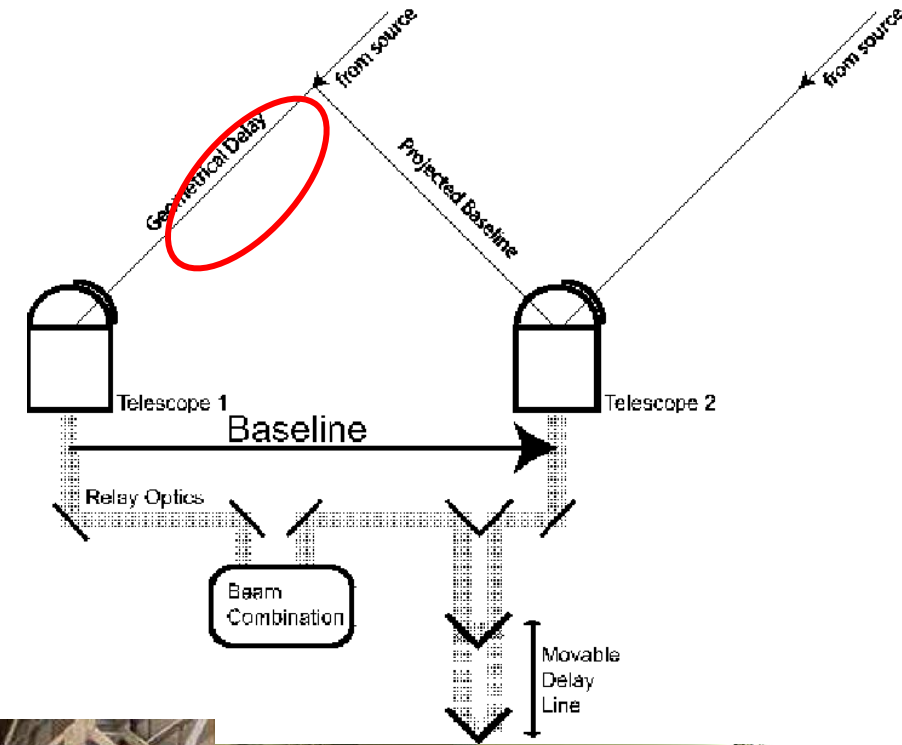 from source
from source
Geometrical Delay
Projected Baseline
Telescope 1
Telescope 2
Baseline
Relay Optics
Beam
Combination
Movable
Delay
Line